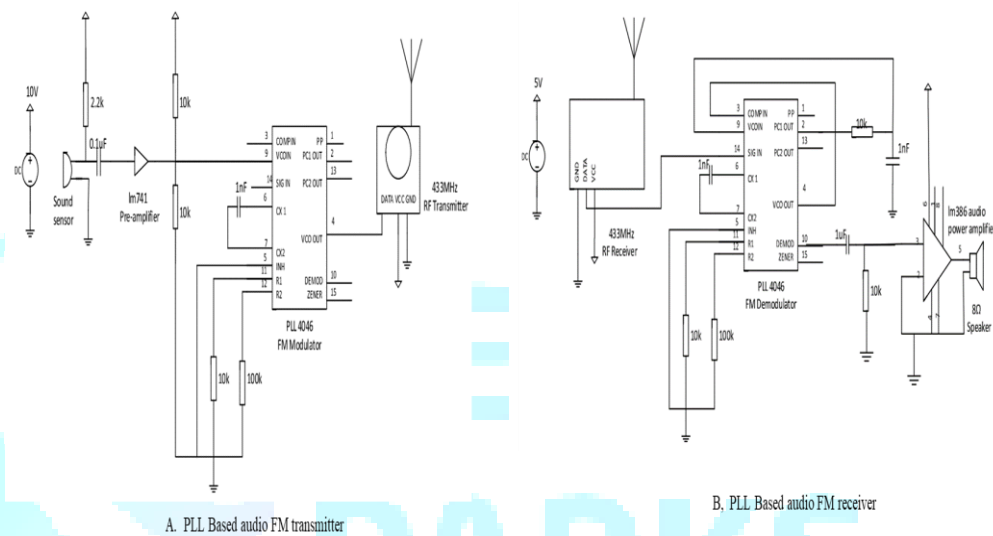 10V
DC
2.2k
0.1uF
Sound
sensor
lm741
Pre-amplifier
10k
10k
1nF
3 COMPIN
9 VCOIN
14 SIG IN
6 CX 1
7 CX2
5 INH
11 R1
12 R2
PP 1
PC1 OUT 2
PC2 OUT 13
VCO OUT 4
DEMOD 10
ZENER 15
PLL 4046
FM Modulator
10k
100k
DATA VCC GND
433MHz
RF Transmitter
A. PLL Based audio FM transmitter
5V
DC
GND
DATA
VCC
433MHz
RF Receiver
1nF
3 COMPIN
9 VCOIN
14 SIG IN
6 CX 1
7 CX2
5 INH
11 R1
12 R2
PP 1
PC1 OUT 2
PC2 OUT 13
4
VCO OUT
DEMOD 10
ZENER 15
PLL 4046
FM Demodulator
10k
100k
10k
1nF
1uF
10k
lm386 audio
power amplifier
6
1
8
3
2
5
4
7
8Ω
Speaker
B, PLL Based audio FM receiver